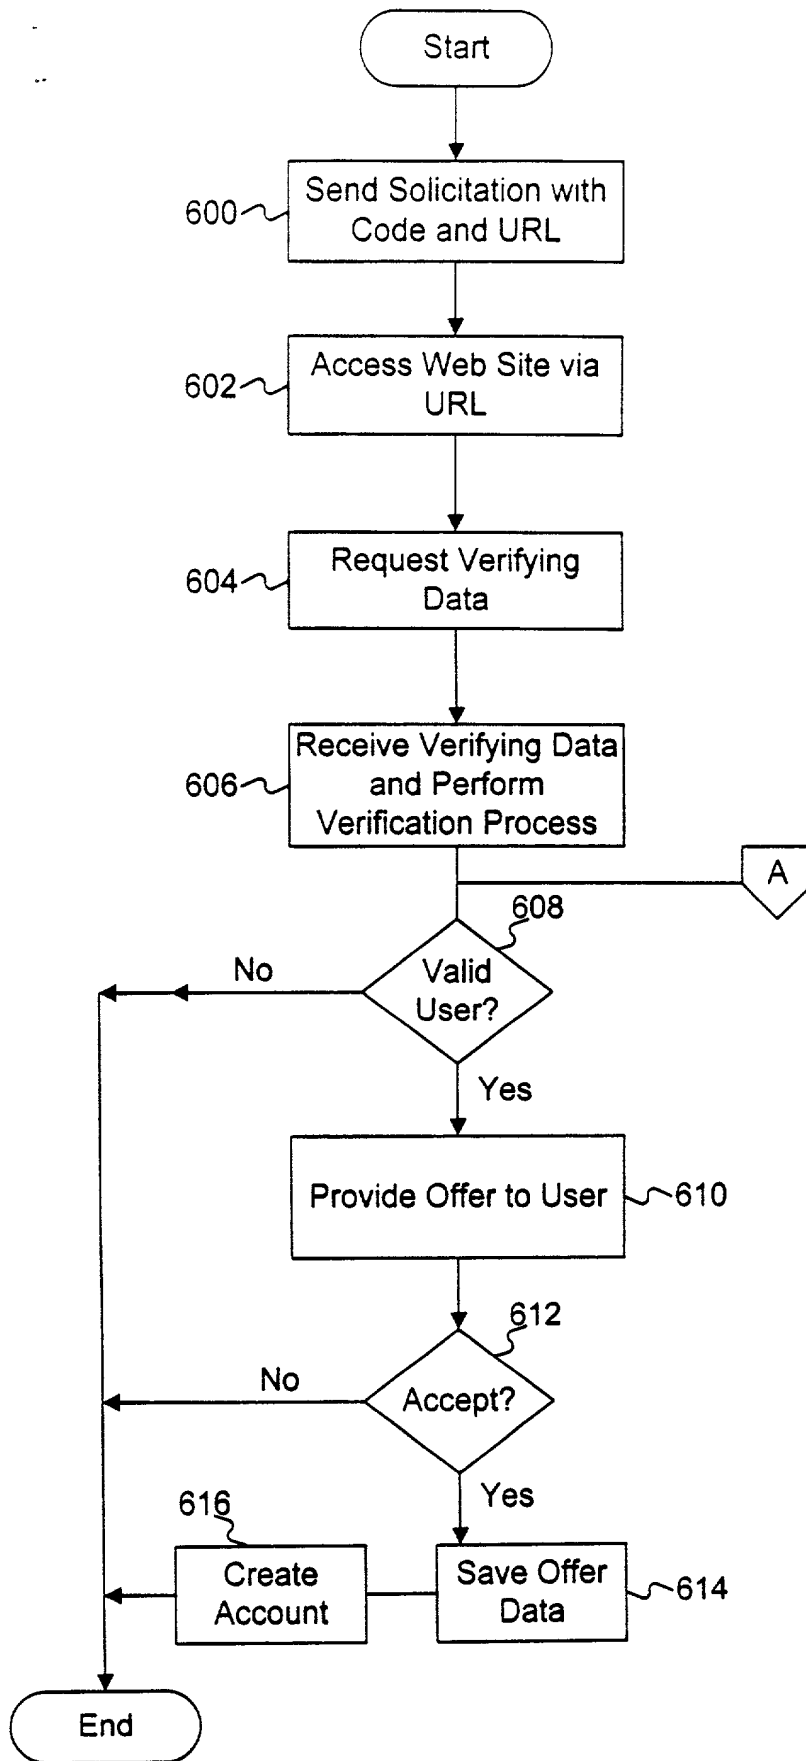 Start
600
Send Solicitation with
Code and URL
602
Access Web Site via
URL
604
Request Verifying
Data
606
Receive Verifying Data
and Perform
Verification Process
A
608
Valid
User?
No
Yes
Provide Offer to User
610
612
Accept?
No
Yes
616
Create
Account
Save Offer
Data
614
End